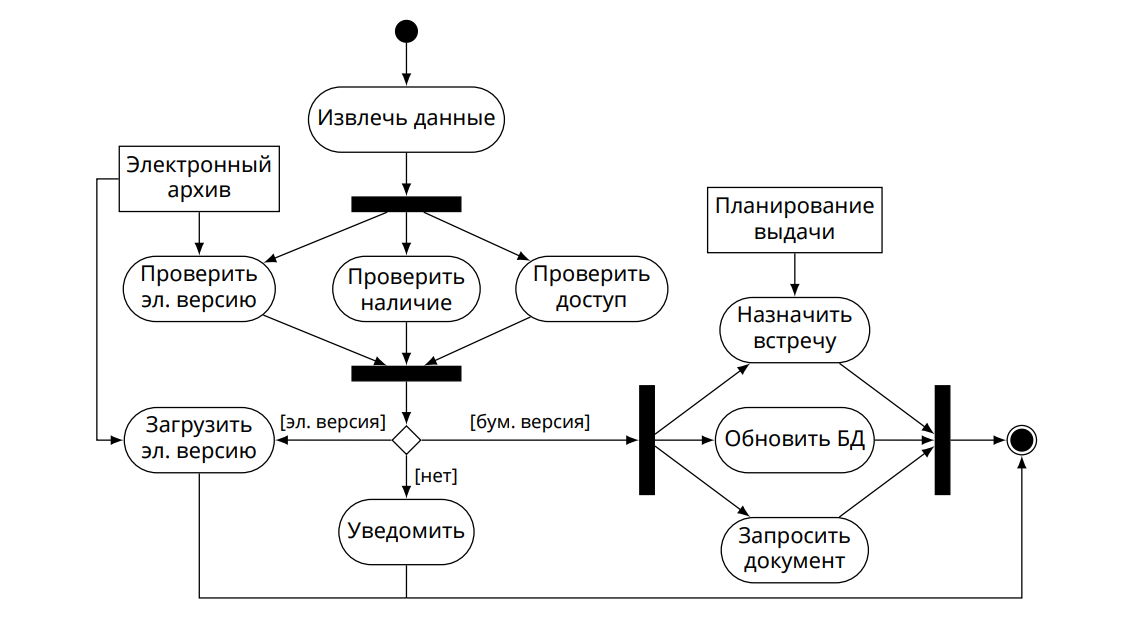 Извлечь данные
Электронный
архив
Планирование
выдачи
Проверить
эл. версию
Проверить
наличие
Проверить
доступ
Назначить
встречу
Загрузить
эл. версию
[эл. версия]
[бум. версия]
Обновить БД
[нет]
Уведомить
Запросить
документ